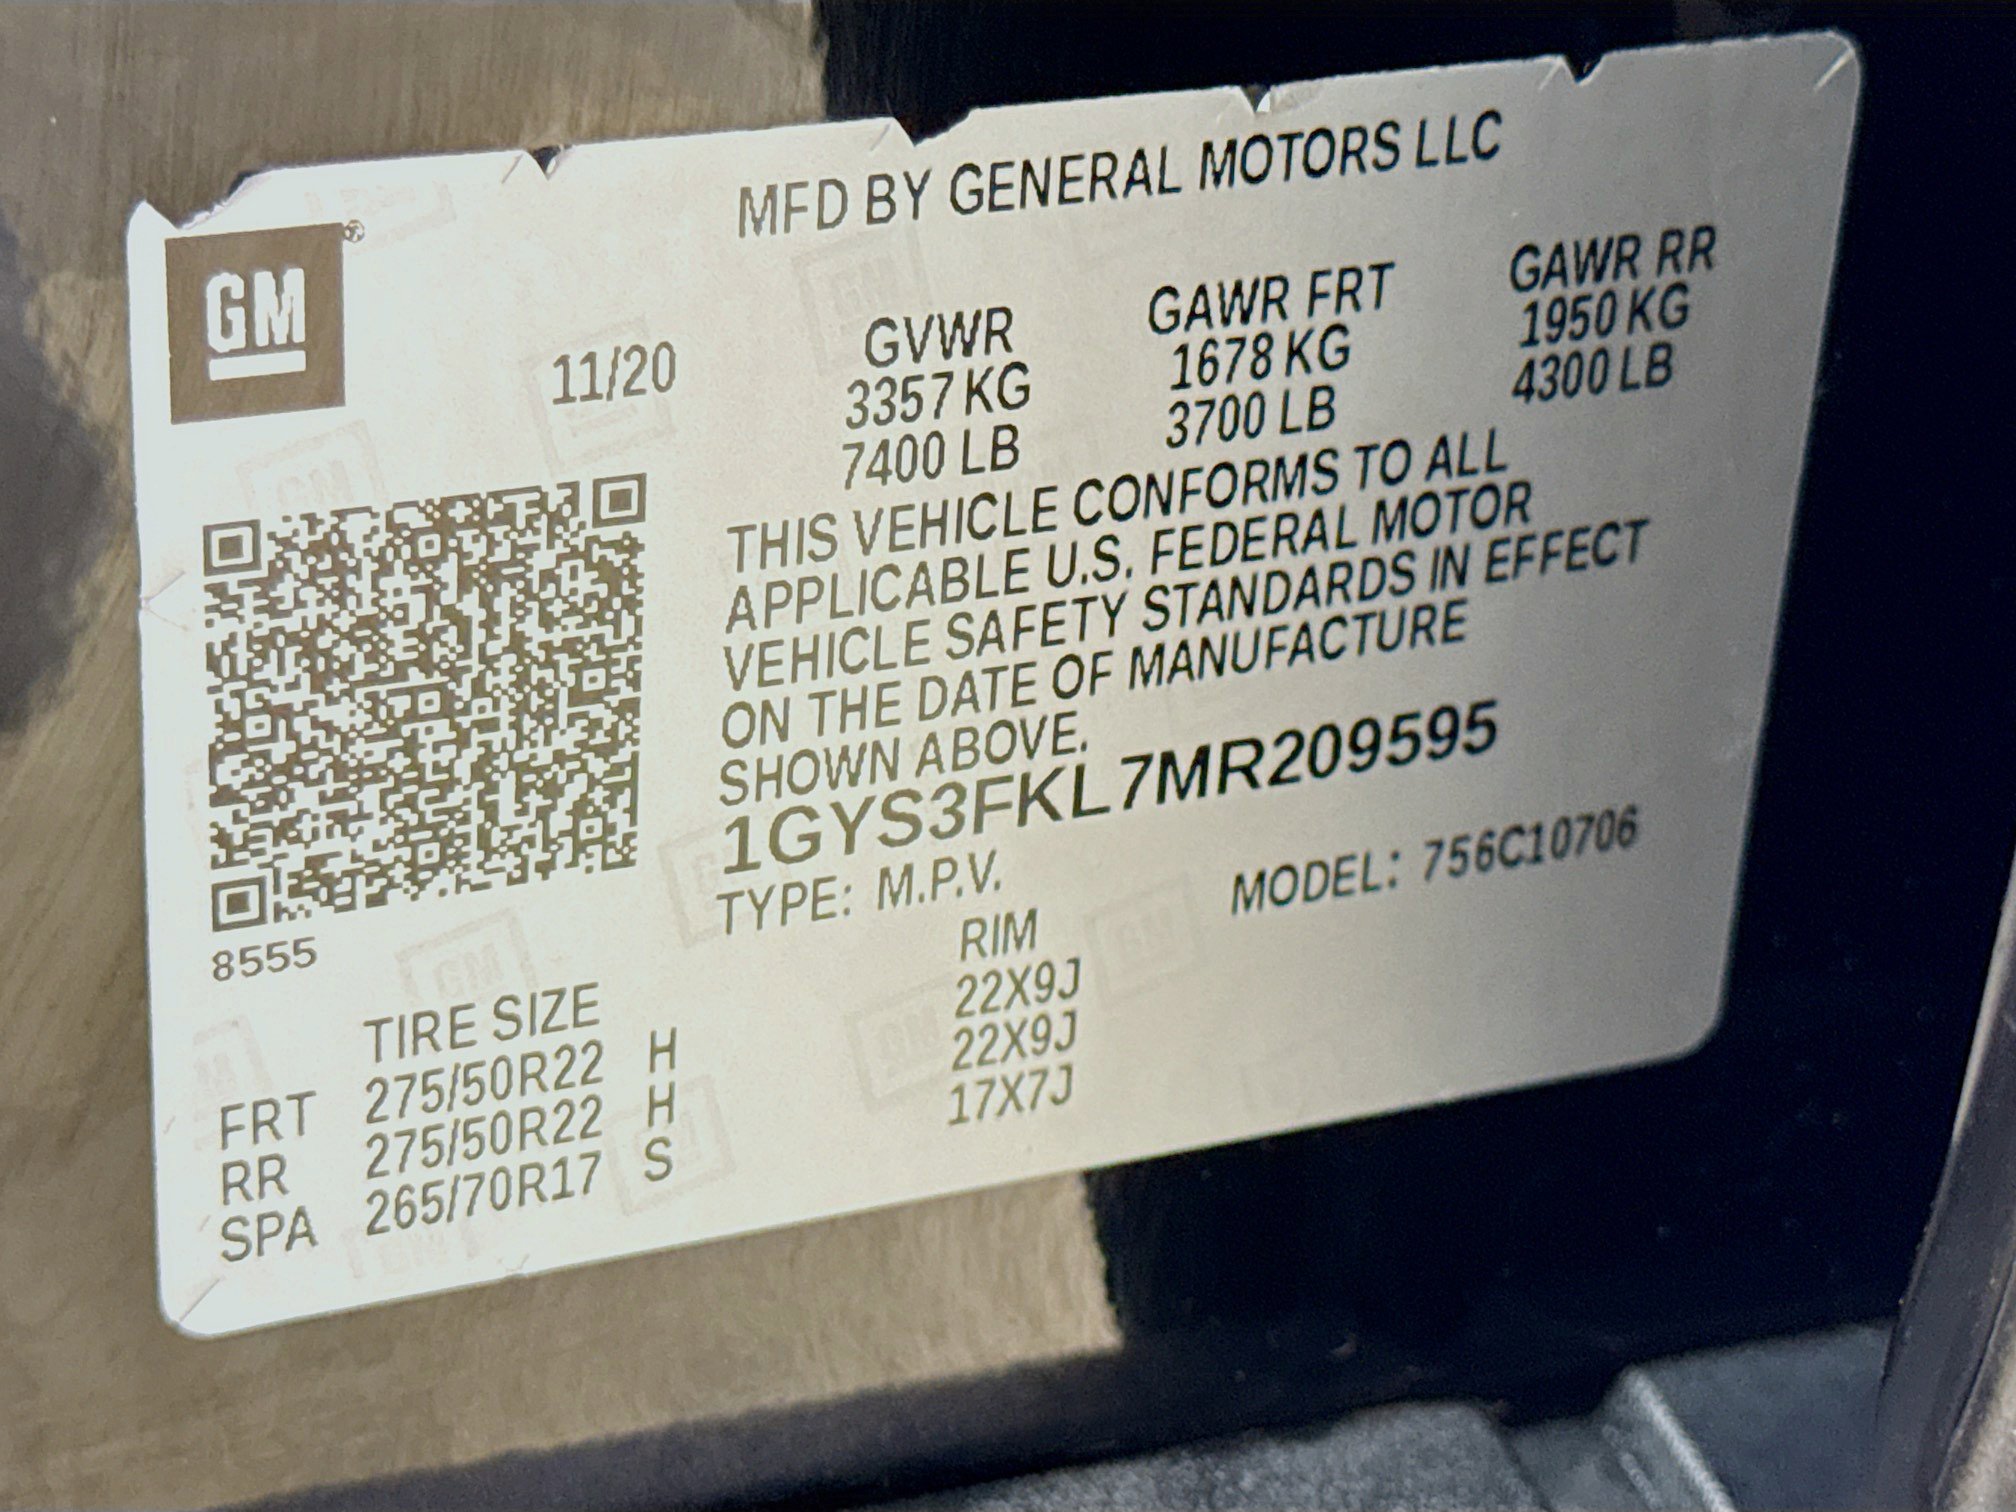 MFD BY GENERAL MOTORS LLC
GM®
11/20
GVWR GAWR FRT GAWR RR
3357 KG 1678 KG 1950 KG
7400 LB 3700 LB 4300 LB
THIS VEHICLE CONFORMS TO ALL
APPLICABLE U.S. FEDERAL MOTOR
VEHICLE SAFETY STANDARDS IN EFFECT
ON THE DATE OF MANUFACTURE
SHOWN ABOVE.
1GYS3FKL7MR209595
TYPE: M.P.V. MODEL: 756C10706
8555
TIRE SIZE RIM
FRT 275/50R22 H 22X9J
RR 275/50R22 H 22X9J
SPA 265/70R17 S 17X7J